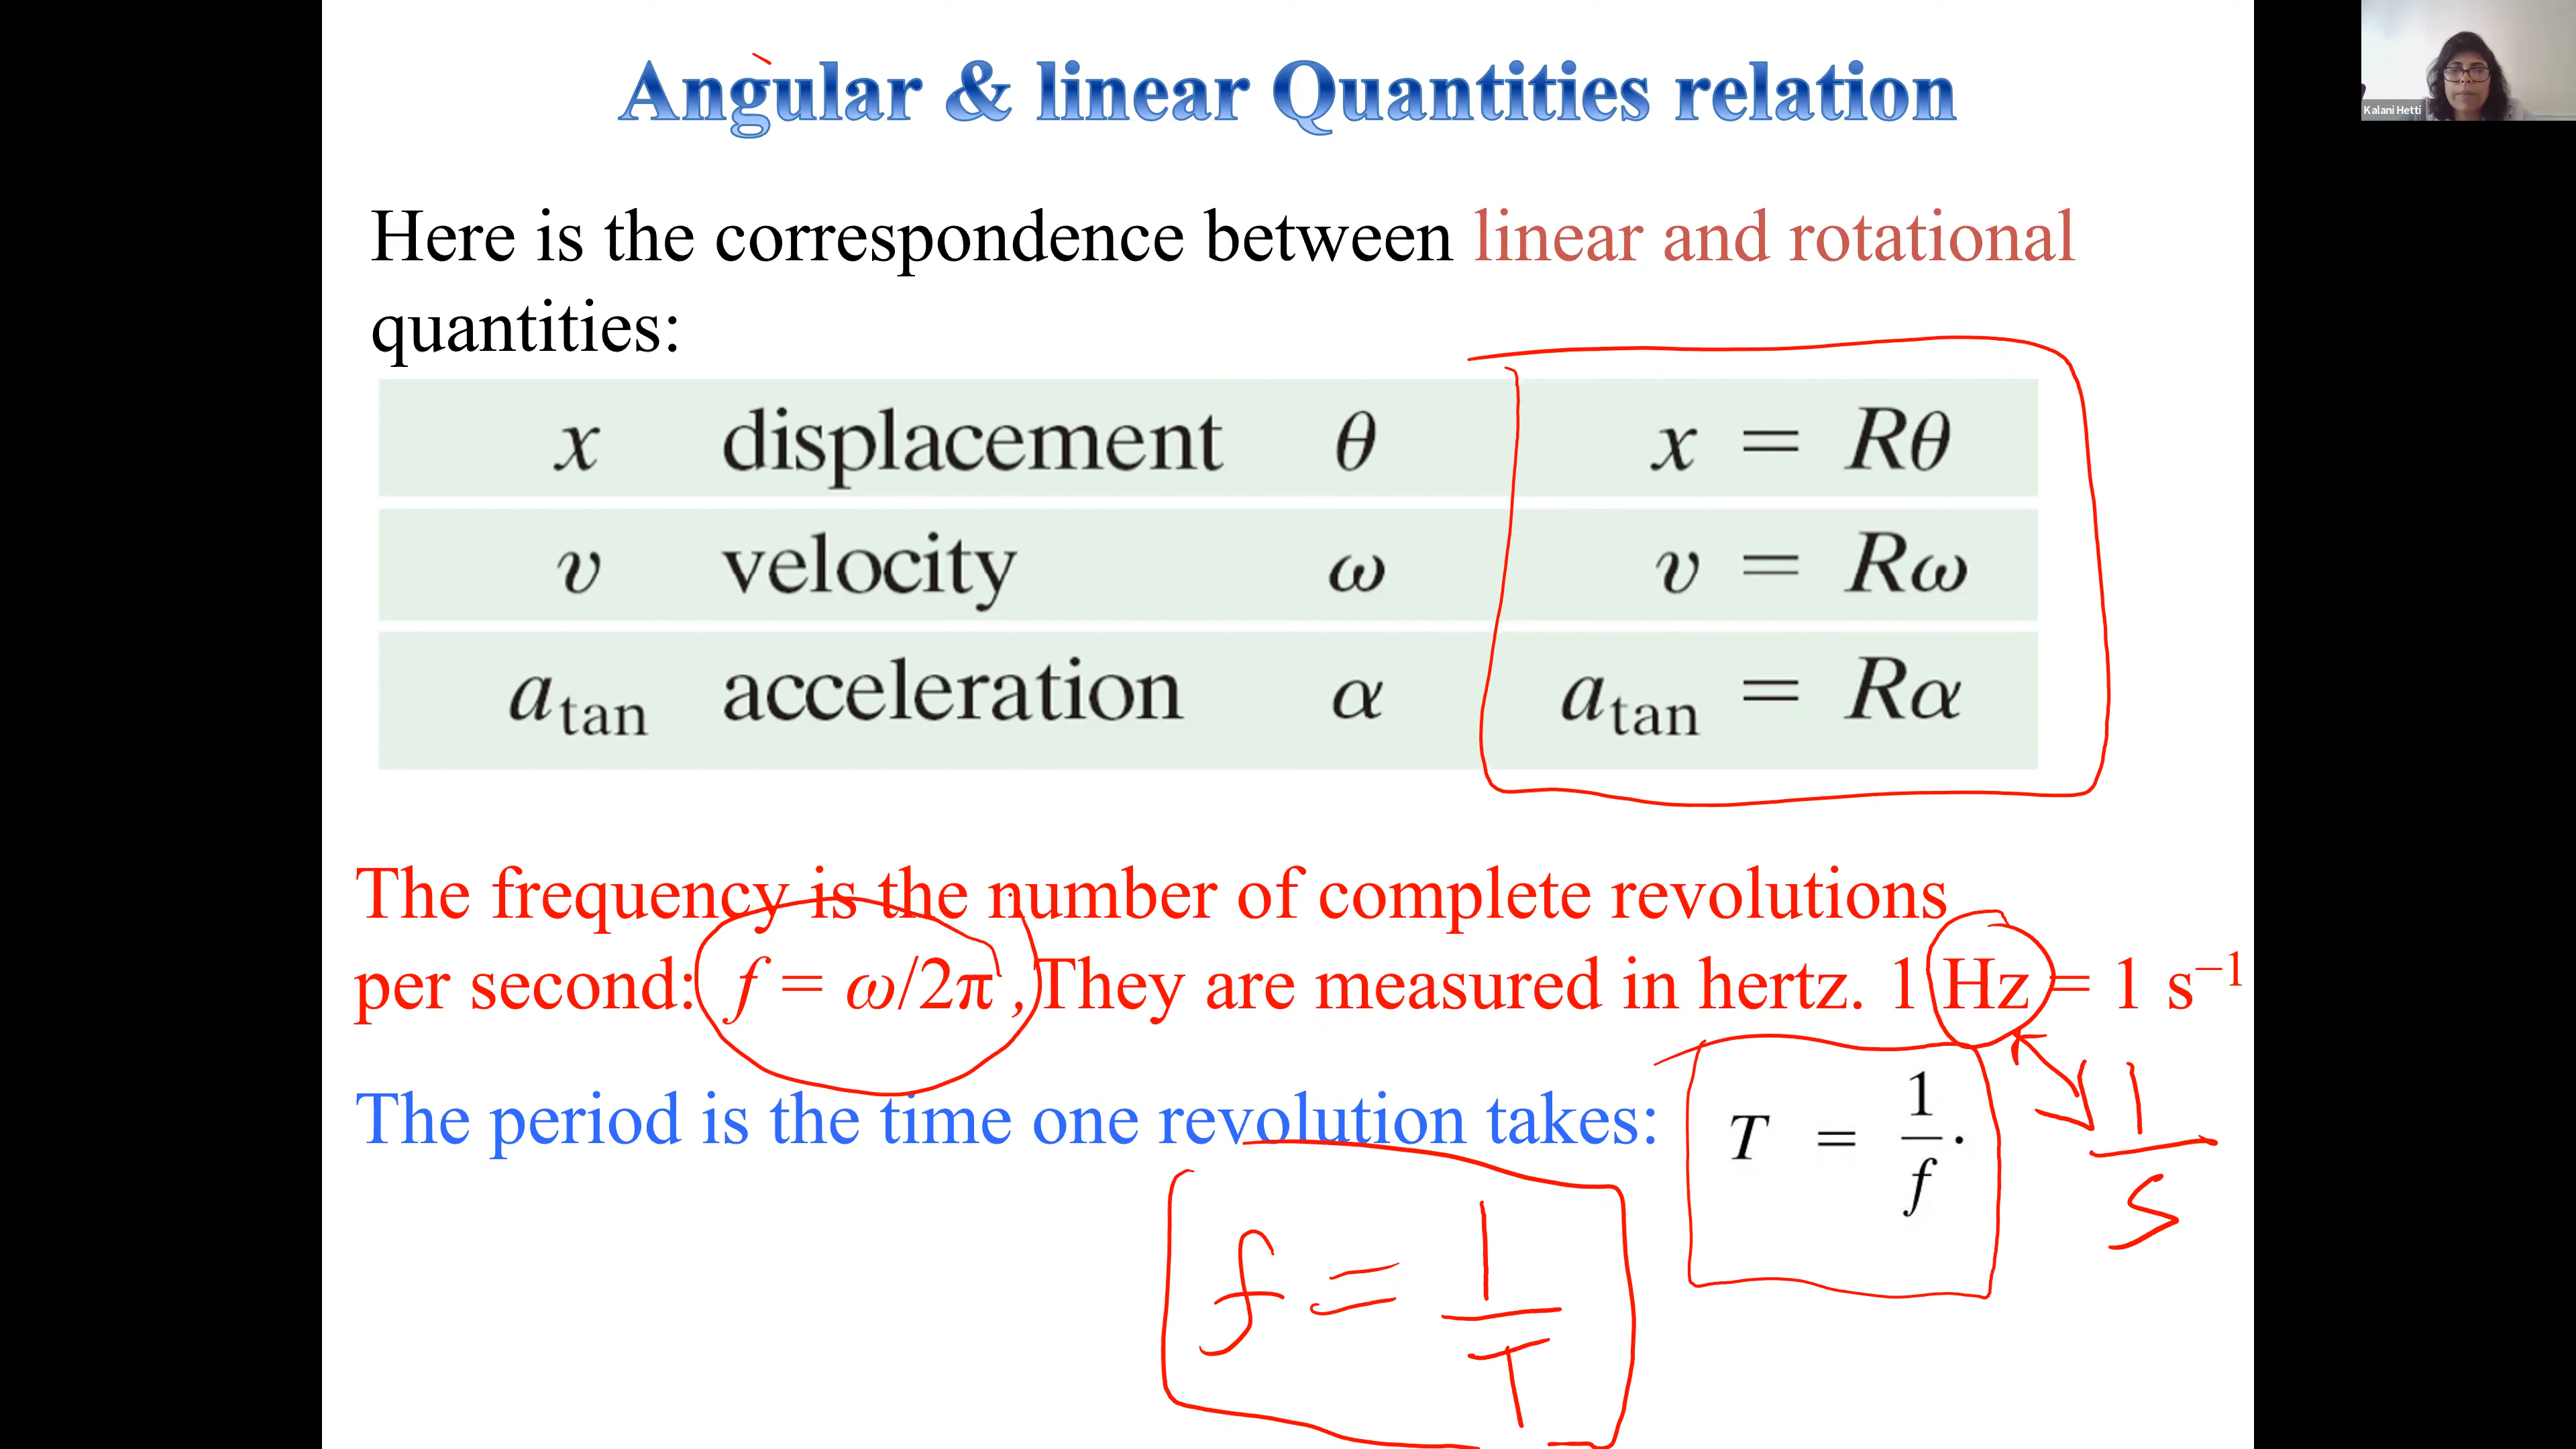 Angular & linear Quantities relation
Kalani Hetti
Here is the correspondence between linear and rotational
quantities:
x displacement θ x = Rθ
v velocity ω v = Rω
a_tan acceleration α a_tan = Rα
The frequency is the number of complete revolutions
per second: f = ω/2π , They are measured in hertz. 1 Hz = 1 s⁻¹
The period is the time one revolution takes: T = 1/f .
1/s
f = 1/T